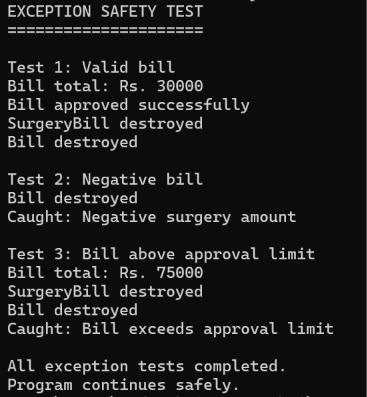 EXCEPTION SAFETY TEST
=====================
Test 1: Valid bill
Bill total: Rs. 30000
Bill approved successfully
SurgeryBill destroyed
Bill destroyed
Test 2: Negative bill
Bill destroyed
Caught: Negative surgery amount
Test 3: Bill above approval limit
Bill total: Rs. 75000
SurgeryBill destroyed
Bill destroyed
Caught: Bill exceeds approval limit
All exception tests completed.
Program continues safely.